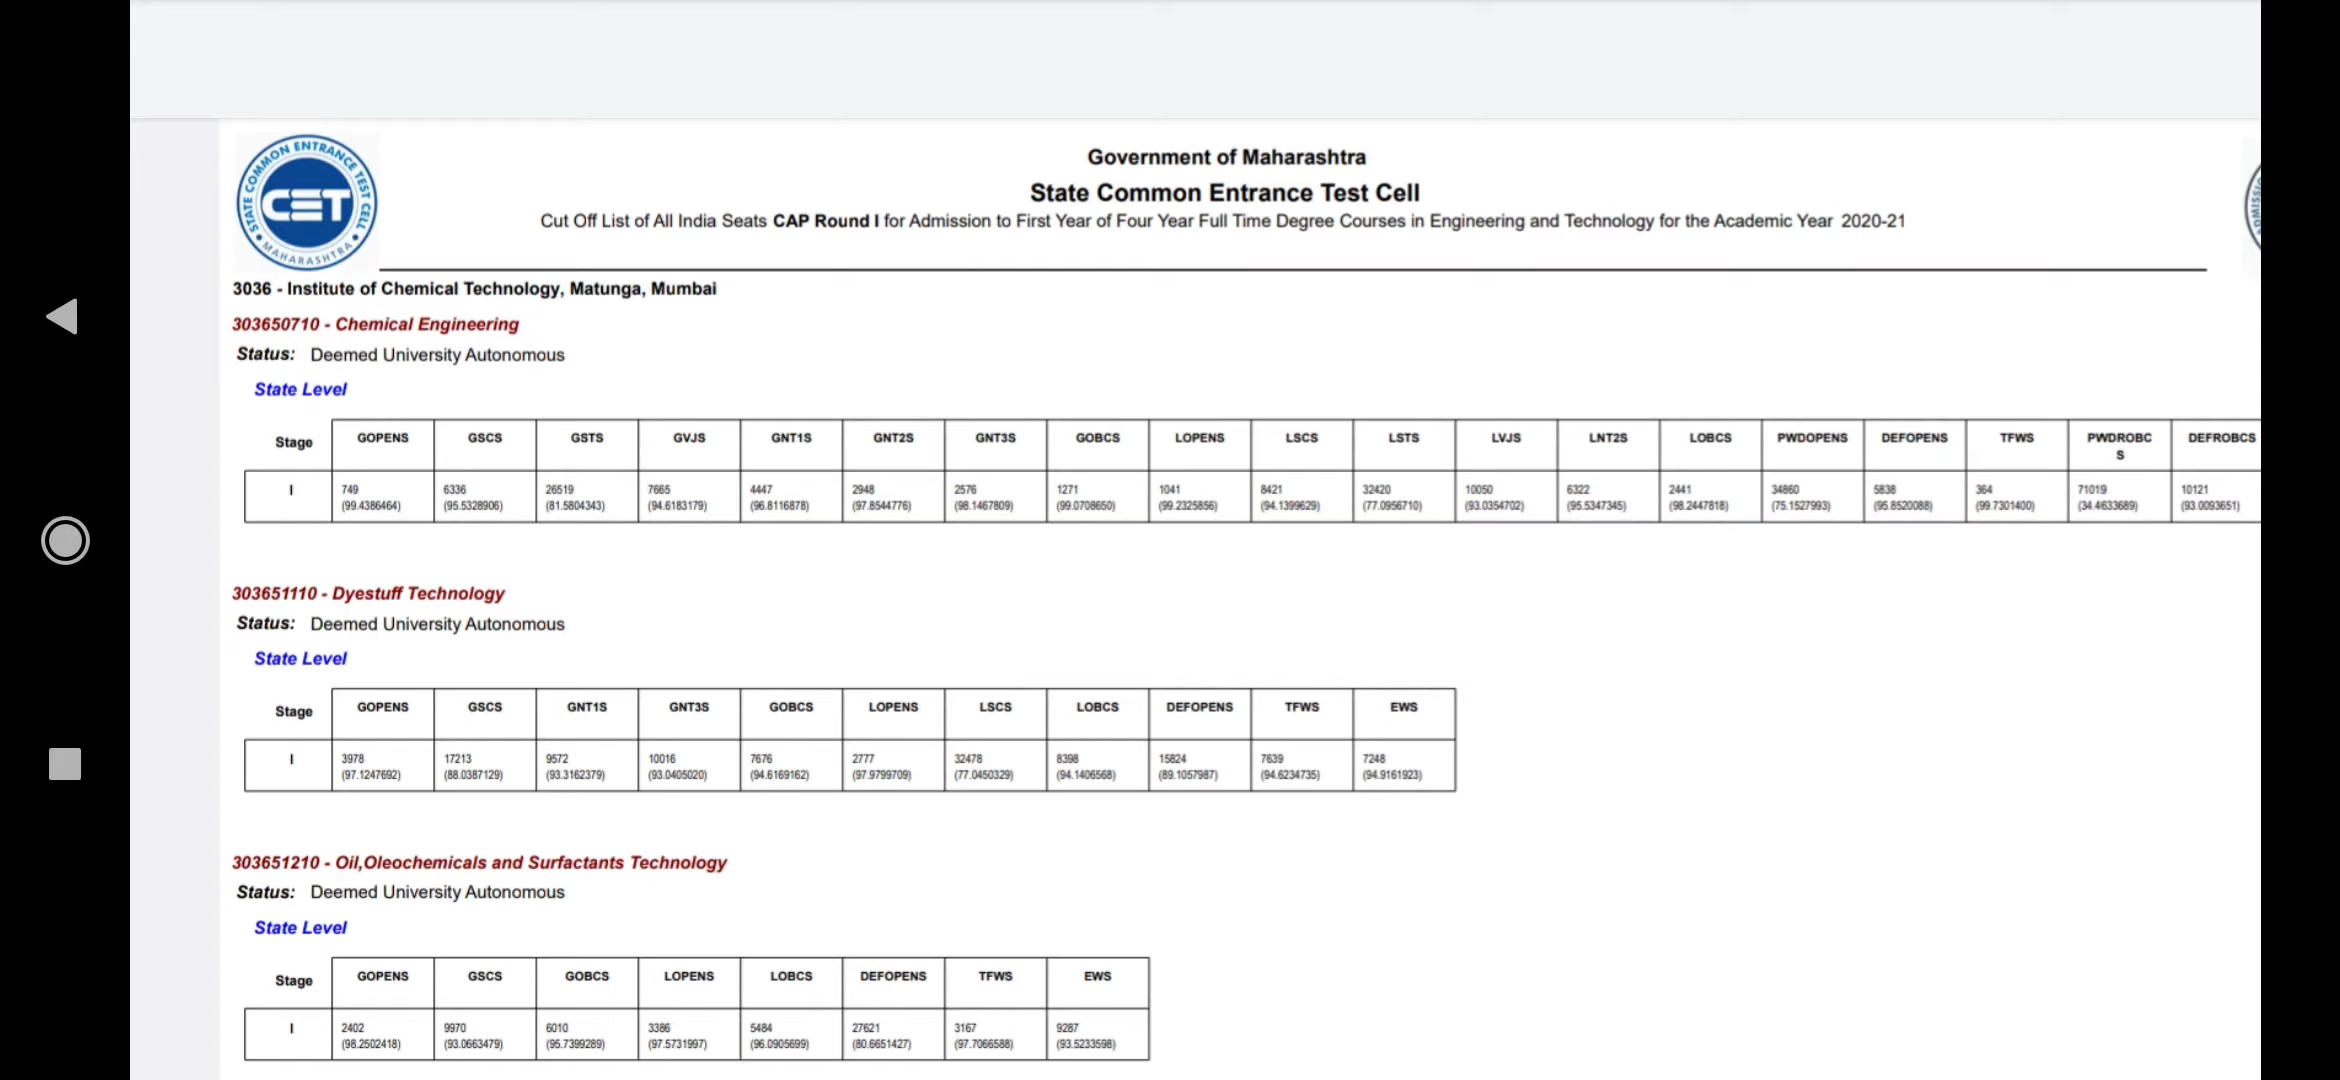 STATE COMMON ENTRANCE TEST CELL
CET
MAHARASHTRA
Government of Maharashtra
State Common Entrance Test Cell
Cut Off List of All India Seats CAP Round I for Admission to First Year of Four Year Full Time Degree Courses in Engineering and Technology for the Academic Year 2020-21
3036 - Institute of Chemical Technology, Matunga, Mumbai
303650710 - Chemical Engineering
Status: Deemed University Autonomous
State Level
Stage GOPENS GSCS GSTS GVJS GNT1S GNT2S GNT3S GOBCS LOPENS LSCS LSTS LVJS LNT2S LOBCS PWDOPENS DEFOPENS TFWS PWDROBC DEFROBCS
S
I 749 6336 26519 7665 4447 2948 2576 1271 1041 8421 32420 10050 6322 2441 34860 5838 364 71019 10121
(99.4386464) (95.5328906) (81.5804343) (94.6183179) (96.8116878) (97.8544776) (98.1467809) (99.0708650) (99.2325856) (94.1399629) (77.0956710) (93.0354702) (95.5347345) (98.2447818) (75.1527993) (95.8520088) (99.7301400) (34.4633689) (93.0093651)
303651110 - Dyestuff Technology
Status: Deemed University Autonomous
State Level
Stage GOPENS GSCS GNT1S GNT3S GOBCS LOPENS LSCS LOBCS DEFOPENS TFWS EWS
I 3978 17213 9572 10016 7676 2777 32478 8398 15824 7639 7248
(97.1247692) (88.0387129) (93.3162379) (93.0405020) (94.6169162) (97.9799709) (77.0450329) (94.1406568) (89.1057987) (94.6234735) (94.9161923)
303651210 - Oil,Oleochemicals and Surfactants Technology
Status: Deemed University Autonomous
State Level
Stage GOPENS GSCS GOBCS LOPENS LOBCS DEFOPENS TFWS EWS
I 2402 9970 6010 3386 5484 27621 3167 9287
(98.2502418) (93.0663479) (95.7399289) (97.5731997) (96.0905699) (80.6651427) (97.7066588) (93.5233598)